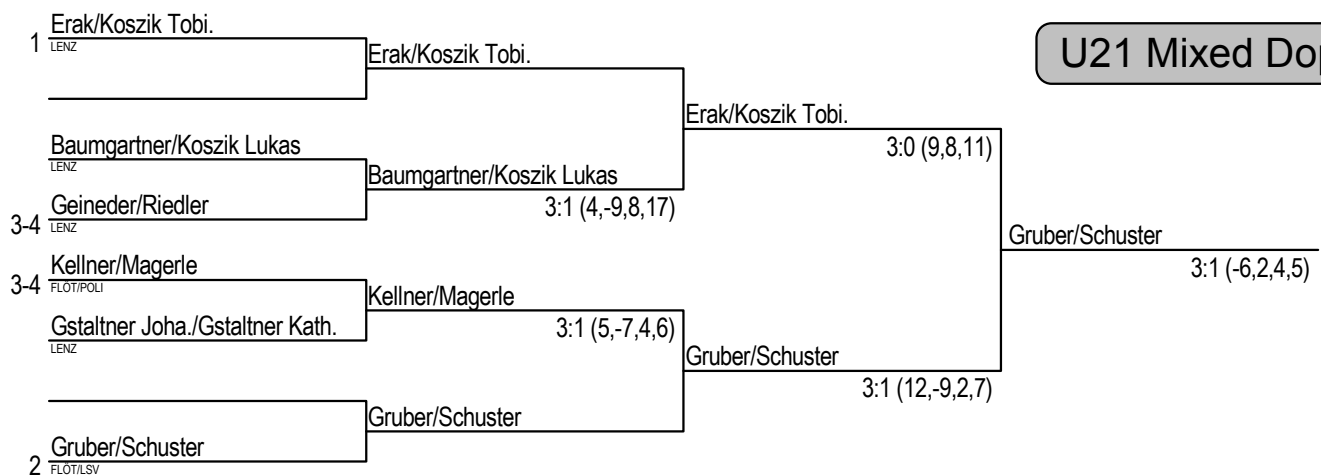 Erak/Koszik Tobi.
1 LENZ
Erak/Koszik Tobi.
U21 Mixed Dop
Erak/Koszik Tobi.
3:0 (9,8,11)
Baumgartner/Koszik Lukas
LENZ
Baumgartner/Koszik Lukas
3:1 (4,-9,8,17)
Geineder/Riedler
3-4 LENZ
Gruber/Schuster
3:1 (-6,2,4,5)
Kellner/Magerle
3-4 FLÖT/POLI
Kellner/Magerle
3:1 (5,-7,4,6)
Gstaltner Joha./Gstaltner Kath.
LENZ
Gruber/Schuster
3:1 (12,-9,2,7)
Gruber/Schuster
Gruber/Schuster
2 FLÖT/LSV